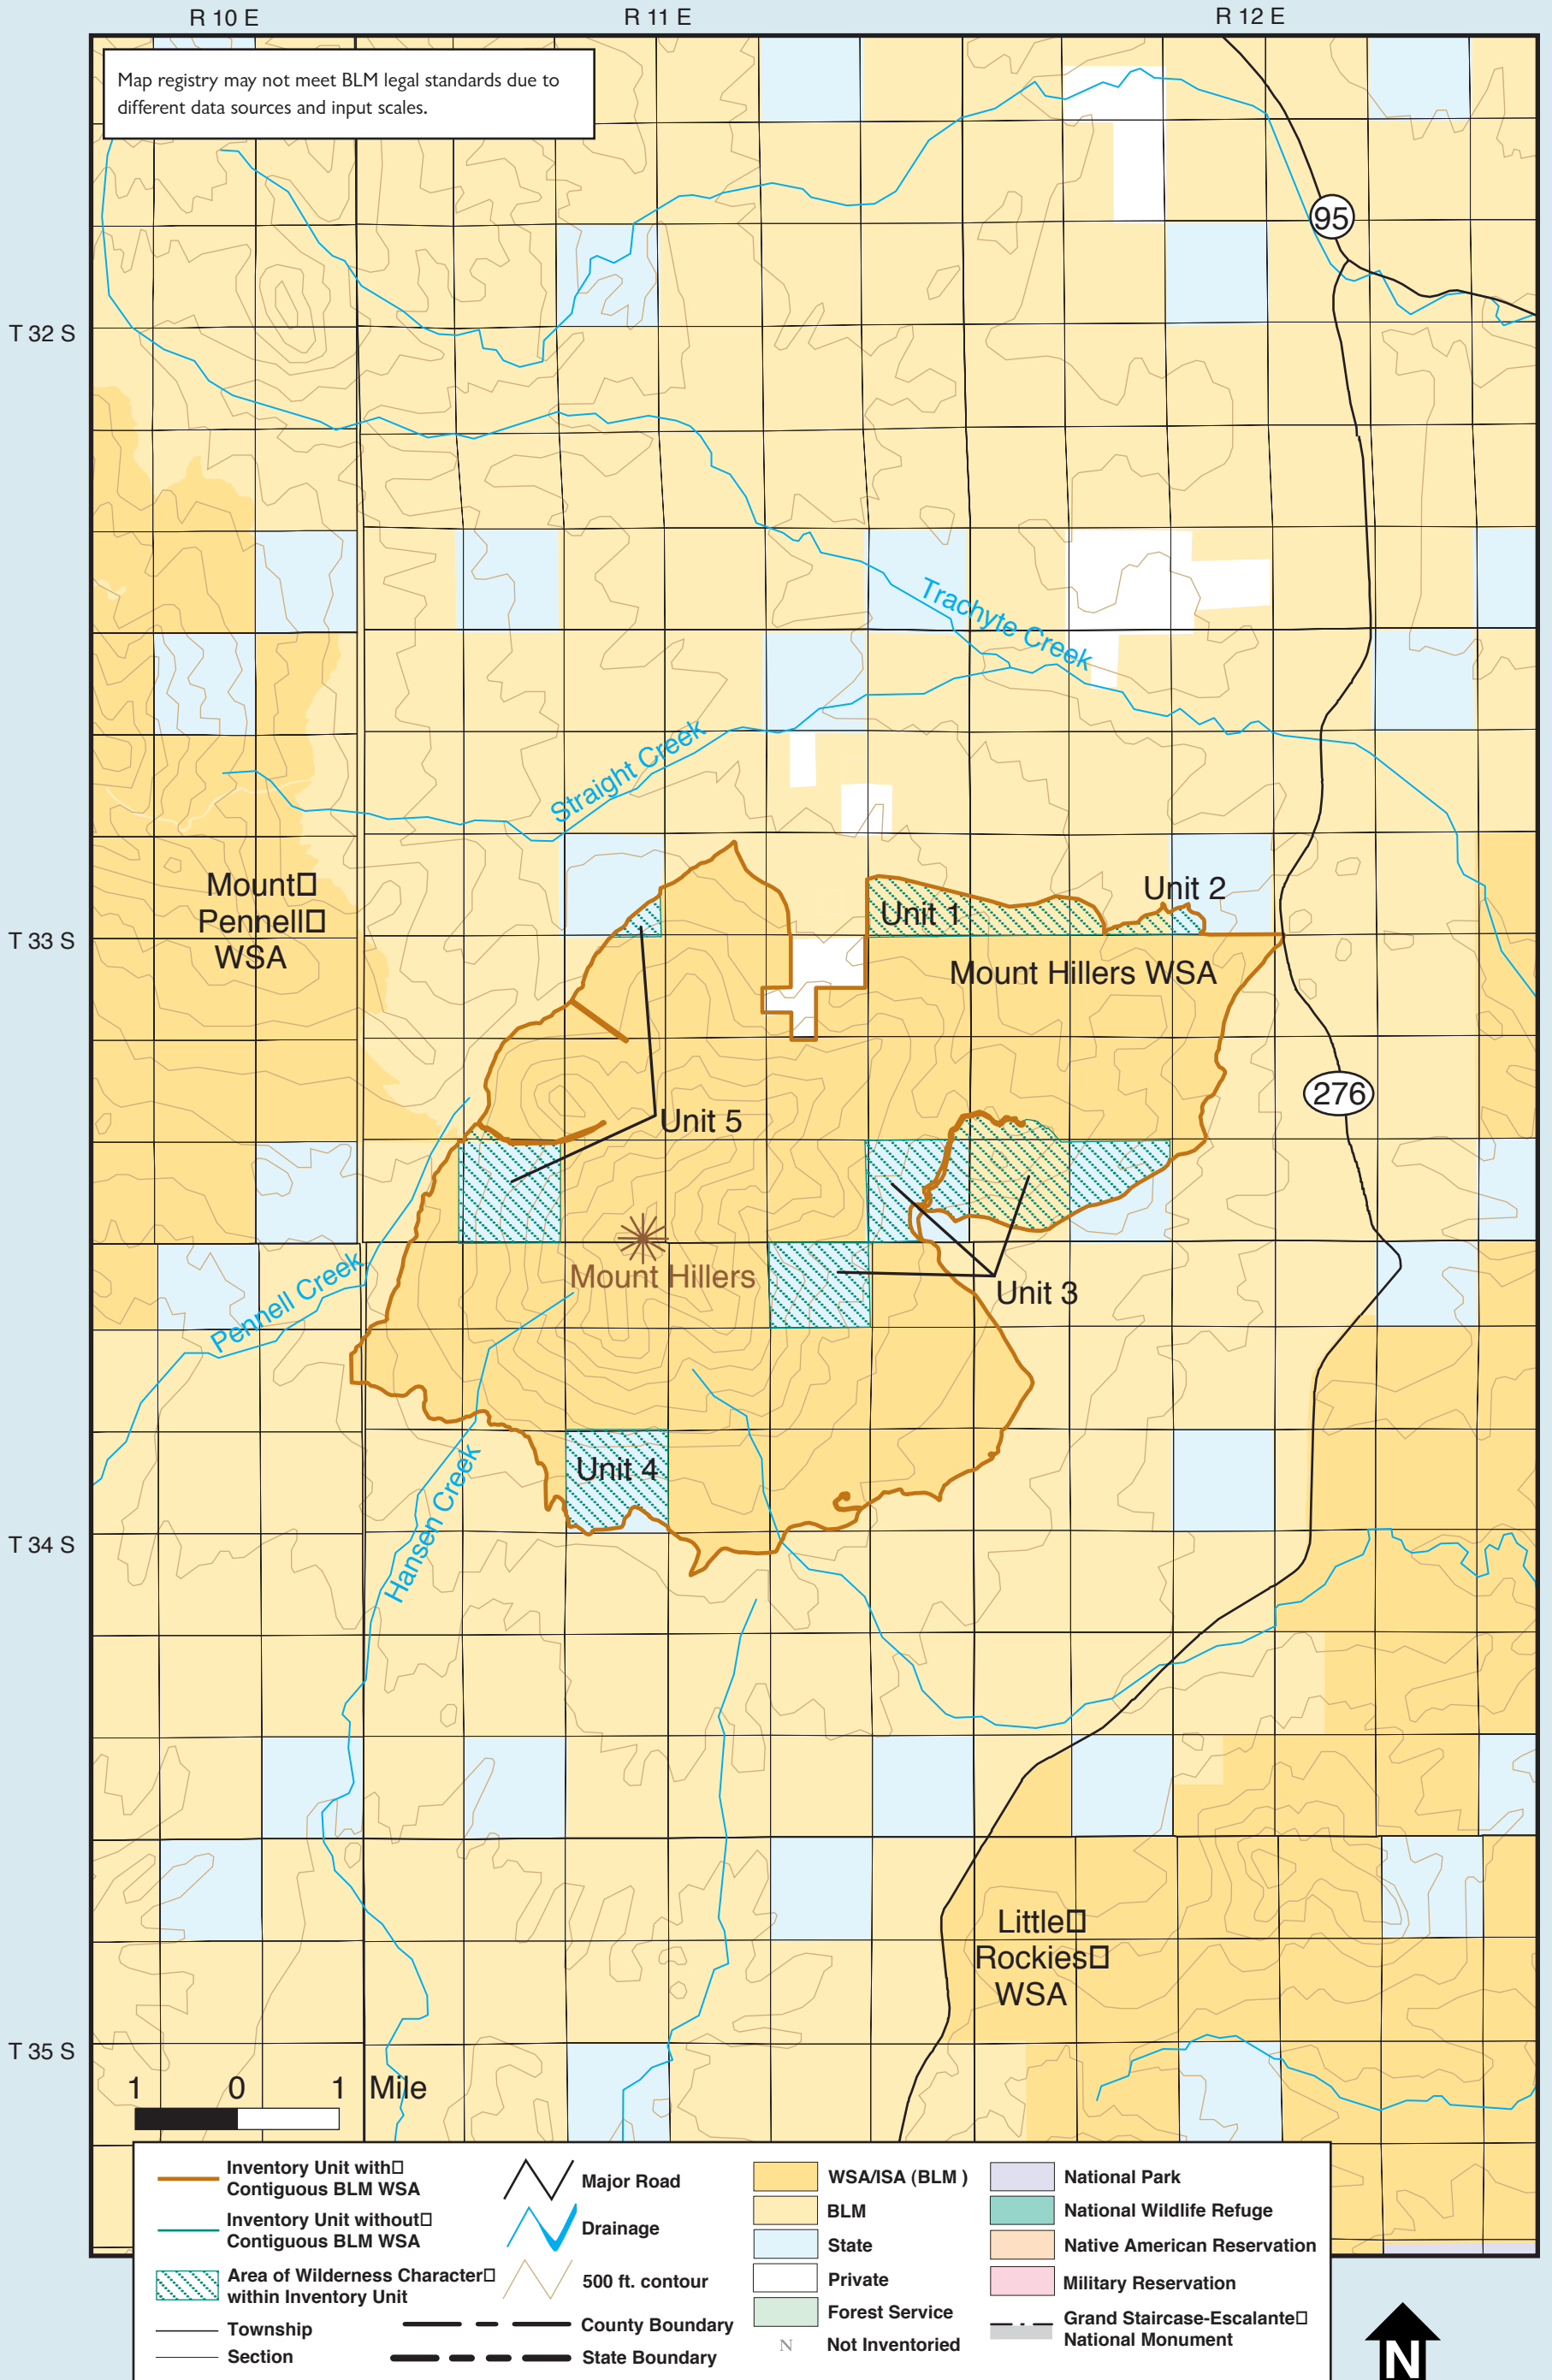 R 10 E
R 11 E
R 12 E
Map registry may not meet BLM legal standards due to
different data sources and input scales.
95
T 32 S
Trachyte Creek
Straight Creek
Mount□
Pennell□
WSA
Unit 1
Unit 2
T 33 S
Mount Hillers WSA
276
Unit 5
Mount Hillers
Unit 3
Pennell Creek
Unit 4
Hansen Creek
T 34 S
Little□
Rockies□
WSA
T 35 S
1 0 1 Mile
Inventory Unit with□
Contiguous BLM WSA
Inventory Unit without□
Contiguous BLM WSA
Area of Wilderness Character□
within Inventory Unit
Township
Section
Major Road
Drainage
500 ft. contour
County Boundary
State Boundary
WSA/ISA (BLM )
BLM
State
Private
Forest Service
N Not Inventoried
National Park
National Wildlife Refuge
Native American Reservation
Military Reservation
Grand Staircase-Escalante□
National Monument
N